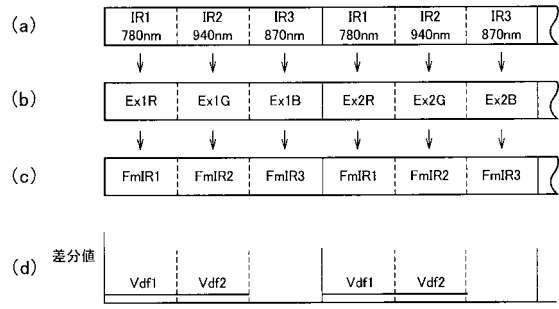 (a) IR1 IR2 IR3 IR1 IR2 IR3
780nm 940nm 870nm 780nm 940nm 870nm
(b) Ex1R Ex1G Ex1B Ex2R Ex2G Ex2B
(c) FmIR1 FmIR2 FmIR3 FmIR1 FmIR2 FmIR3
(d) 差分値 Vdf1 Vdf2 Vdf1 Vdf2